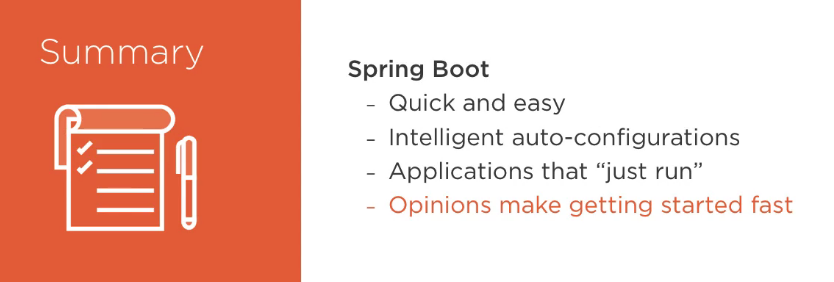 Summary
Spring Boot
– Quick and easy
– Intelligent auto-configurations
– Applications that “just run”
– Opinions make getting started fast